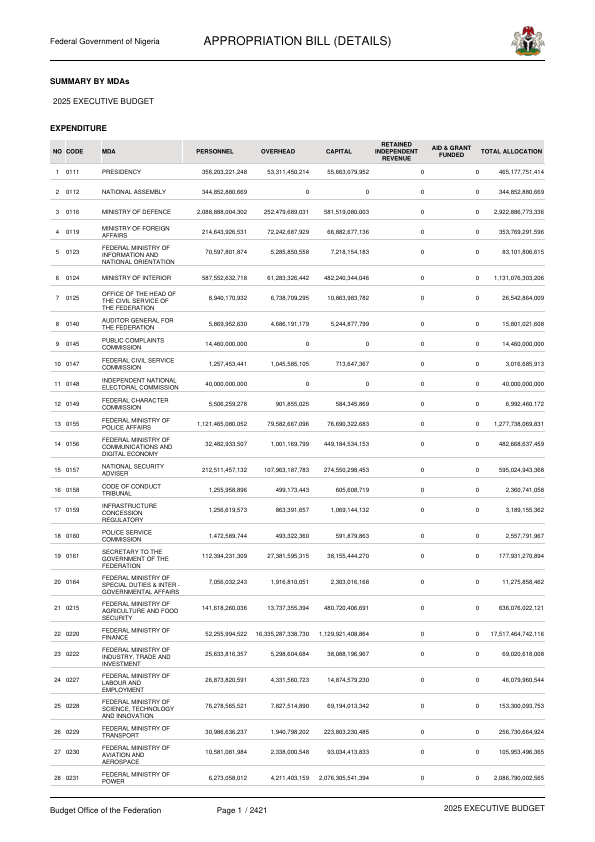 Federal Government of Nigeria
APPROPRIATION BILL (DETAILS)
SUMMARY BY MDAs
2025 EXECUTIVE BUDGET
EXPENDITURE
NO CODE MDA PERSONNEL OVERHEAD CAPITAL RETAINED INDEPENDENT REVENUE AID & GRANT FUNDED TOTAL ALLOCATION
1 0111 PRESIDENCY 356,203,221,248 53,311,450,214 55,663,079,952 0 0 465,177,751,414
2 0112 NATIONAL ASSEMBLY 344,852,880,669 0 0 0 0 344,852,880,669
3 0116 MINISTRY OF DEFENCE 2,088,888,004,302 252,479,689,031 581,519,080,003 0 0 2,922,886,773,336
4 0119 MINISTRY OF FOREIGN AFFAIRS 214,643,926,531 72,242,687,929 66,882,677,136 0 0 353,769,291,596
5 0123 FEDERAL MINISTRY OF INFORMATION AND NATIONAL ORIENTATION 70,597,801,874 5,285,850,558 7,218,154,183 0 0 83,101,806,615
6 0124 MINISTRY OF INTERIOR 587,552,632,718 61,283,326,442 482,240,344,046 0 0 1,131,076,303,206
7 0125 OFFICE OF THE HEAD OF THE CIVIL SERVICE OF THE FEDERATION 8,940,170,932 6,738,709,295 10,863,983,782 0 0 26,542,864,009
8 0140 AUDITOR GENERAL FOR THE FEDERATION 5,869,952,630 4,686,191,179 5,244,877,799 0 0 15,801,021,608
9 0145 PUBLIC COMPLAINTS COMMISSION 14,460,000,000 0 0 0 0 14,460,000,000
10 0147 FEDERAL CIVIL SERVICE COMMISSION 1,257,453,441 1,045,585,105 713,647,367 0 0 3,016,685,913
11 0148 INDEPENDENT NATIONAL ELECTORAL COMMISSION 40,000,000,000 0 0 0 0 40,000,000,000
12 0149 FEDERAL CHARACTER COMMISSION 5,506,259,278 901,855,025 584,345,869 0 0 6,992,460,172
13 0155 FEDERAL MINISTRY OF POLICE AFFAIRS 1,121,465,080,052 79,582,667,096 76,690,322,683 0 0 1,277,738,069,831
14 0156 FEDERAL MINISTRY OF COMMUNICATIONS AND DIGITAL ECONOMY 32,482,933,507 1,001,169,799 449,184,534,153 0 0 482,668,637,459
15 0157 NATIONAL SECURITY ADVISER 212,511,457,132 107,963,187,783 274,550,298,453 0 0 595,024,943,368
16 0158 CODE OF CONDUCT TRIBUNAL 1,255,958,896 499,173,443 605,608,719 0 0 2,360,741,058
17 0159 INFRASTRUCTURE CONCESSION REGULATORY 1,256,619,573 863,391,657 1,069,144,132 0 0 3,189,155,362
18 0160 POLICE SERVICE COMMISSION 1,472,589,744 493,322,360 591,879,863 0 0 2,557,791,967
19 0161 SECRETARY TO THE GOVERNMENT OF THE FEDERATION 112,394,231,309 27,381,595,315 38,155,444,270 0 0 177,931,270,894
20 0164 FEDERAL MINISTRY OF SPECIAL DUTIES & INTER - GOVERNMENTAL AFFAIRS 7,056,032,243 1,916,810,051 2,303,016,168 0 0 11,275,858,462
21 0215 FEDERAL MINISTRY OF AGRICULTURE AND FOOD SECURITY 141,618,260,036 13,737,355,394 480,720,406,691 0 0 636,076,022,121
22 0220 FEDERAL MINISTRY OF FINANCE 52,255,994,522 16,335,287,338,730 1,129,921,408,864 0 0 17,517,464,742,116
23 0222 FEDERAL MINISTRY OF INDUSTRY, TRADE AND INVESTMENT 25,633,816,357 5,298,604,684 38,088,196,967 0 0 69,020,618,008
24 0227 FEDERAL MINISTRY OF LABOUR AND EMPLOYMENT 26,873,820,591 4,331,560,723 14,874,579,230 0 0 46,079,960,544
25 0228 FEDERAL MINISTRY OF SCIENCE, TECHNOLOGY AND INNOVATION 76,278,565,521 7,827,514,890 69,194,013,342 0 0 153,300,093,753
26 0229 FEDERAL MINISTRY OF TRANSPORT 30,986,636,237 1,940,798,202 223,803,230,485 0 0 256,730,664,924
27 0230 FEDERAL MINISTRY OF AVIATION AND AEROSPACE 10,581,081,984 2,338,000,548 93,034,413,833 0 0 105,953,496,365
28 0231 FEDERAL MINISTRY OF POWER 6,273,058,012 4,211,403,159 2,076,305,541,394 0 0 2,086,790,002,565
Budget Office of the Federation
Page 1 / 2421
2025 EXECUTIVE BUDGET